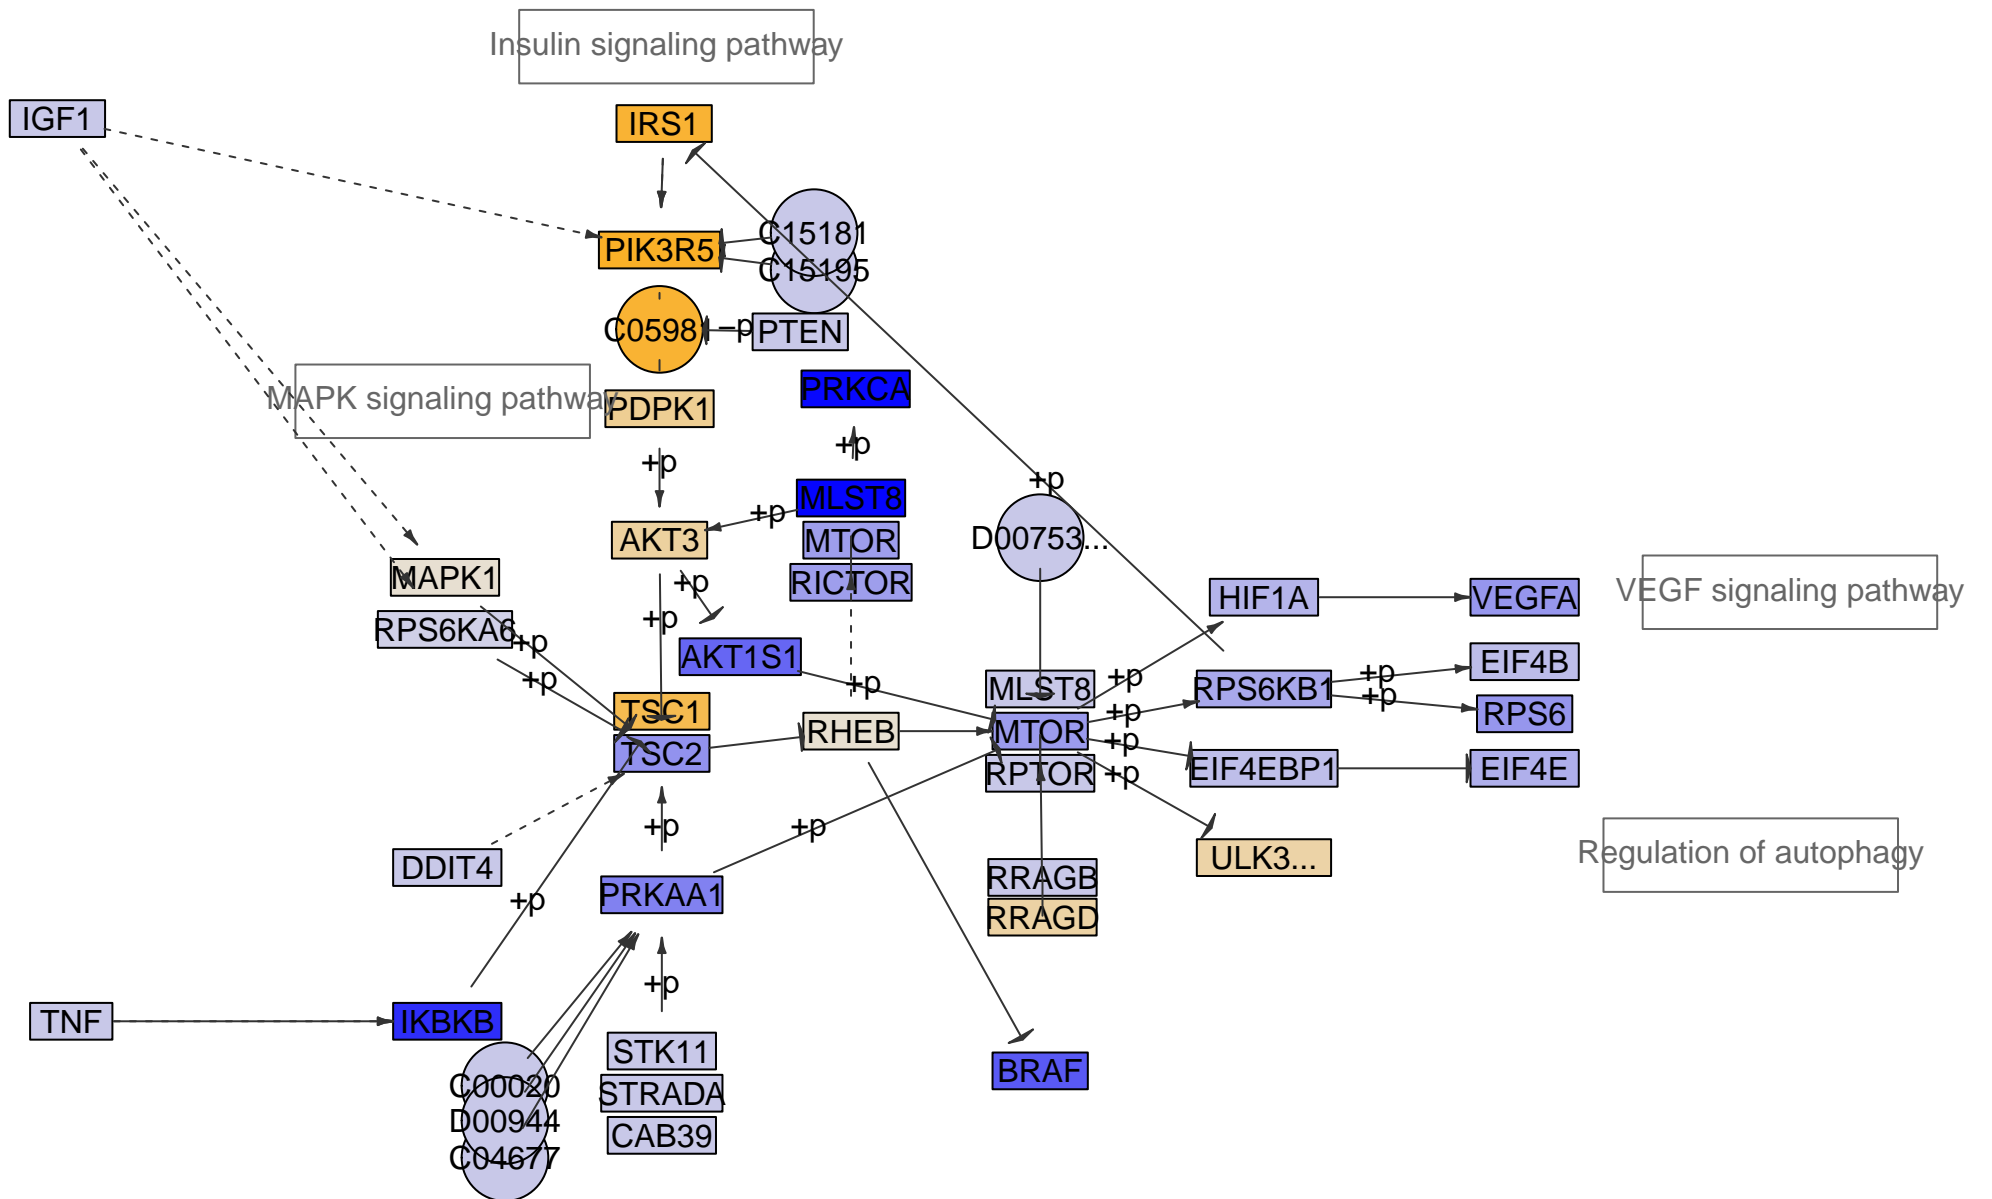 Insulin signaling pathway
IGF1
IRS1
PIK3R5
C15181
C15195
C05981
−p
PTEN
MAPK signaling pathway
PDPK1
PRKCA
+p
+p
+p
MLST8
+p
AKT3
MTOR
D00753...
RICTOR
MAPK1
+p
HIF1A
VEGFA
VEGF signaling pathway
RPS6KA6
+p
+p
AKT1S1
EIF4B
+p
+p
+p
+p
MLST8
RPS6KB1
+p
TSC1
+p
RPS6
RHEB
MTOR
+p
TSC2
RPTOR
+p
EIF4EBP1
EIF4E
+p
+p
ULK3...
Regulation of autophagy
DDIT4
RRAGB
PRKAA1
+p
RRAGD
+p
TNF
IKBKB
STK11
BRAF
C00020
STRADA
D00944
CAB39
C04677